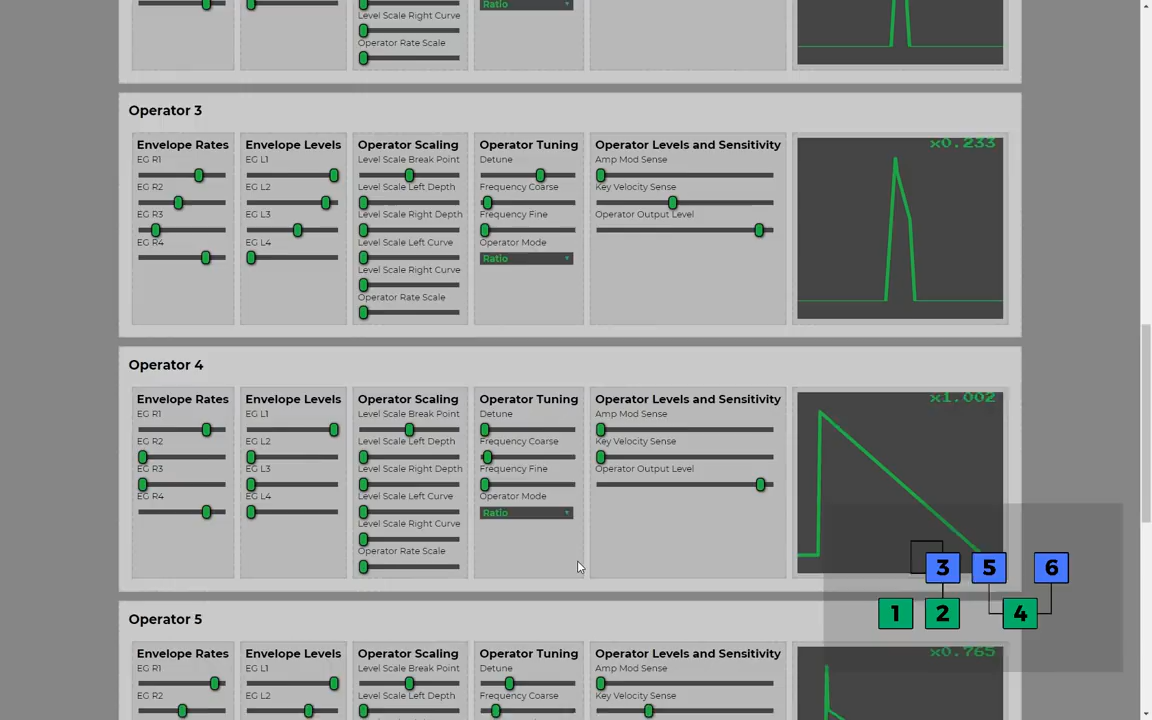 Ratio
Level Scale Right Curve
Operator Rate Scale
Operator 3
Envelope Rates
EG R1
EG R2
EG R3
EG R4
Envelope Levels
EG L1
EG L2
EG L3
EG L4
Operator Scaling
Level Scale Break Point
Level Scale Left Depth
Level Scale Right Depth
Level Scale Left Curve
Level Scale Right Curve
Operator Rate Scale
Operator Tuning
Detune
Frequency Coarse
Frequency Fine
Operator Mode
Ratio
Operator Levels and Sensitivity
Amp Mod Sense
Key Velocity Sense
Operator Output Level
x0.233
Operator 4
Envelope Rates
EG R1
EG R2
EG R3
EG R4
Envelope Levels
EG L1
EG L2
EG L3
EG L4
Operator Scaling
Level Scale Break Point
Level Scale Left Depth
Level Scale Right Depth
Level Scale Left Curve
Level Scale Right Curve
Operator Rate Scale
Operator Tuning
Detune
Frequency Coarse
Frequency Fine
Operator Mode
Ratio
Operator Levels and Sensitivity
Amp Mod Sense
Key Velocity Sense
Operator Output Level
x1.002
3 5 6
1 2 4
Operator 5
Envelope Rates
EG R1
EG R2
Envelope Levels
EG L1
EG L2
Operator Scaling
Level Scale Break Point
Level Scale Left Depth
Operator Tuning
Detune
Frequency Coarse
Operator Levels and Sensitivity
Amp Mod Sense
Key Velocity Sense
x0.765